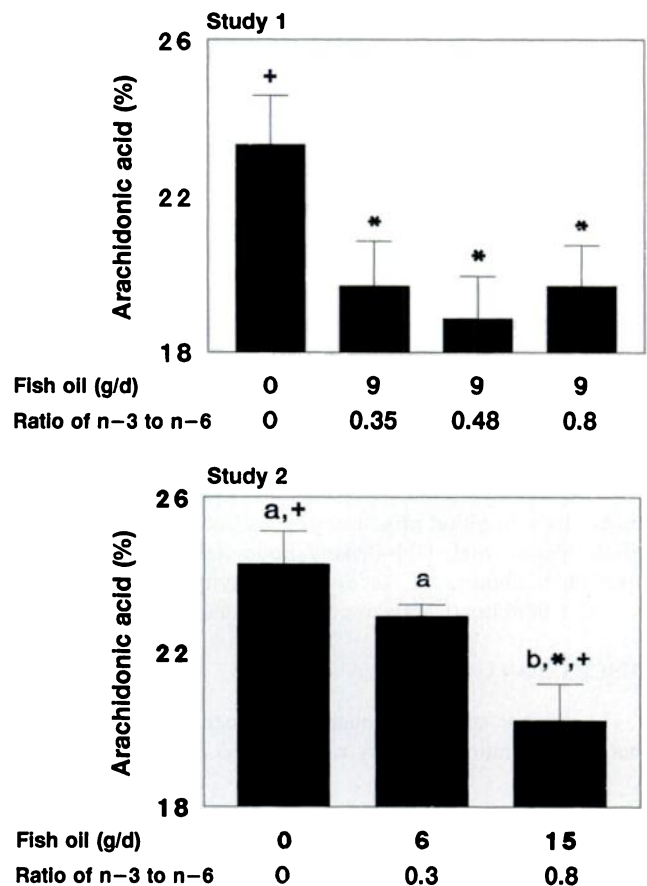 Study 1
26
+
Arachidonic acid (%)
22
*
*
*
18
Fish oil (g/d) 0 9 9 9
Ratio of n-3 to n-6 0 0.35 0.48 0.8
Study 2
26
a,+
Arachidonic acid (%)
a
22
b,*,+
18
Fish oil (g/d) 0 6 15
Ratio of n-3 to n-6 0 0.3 0.8